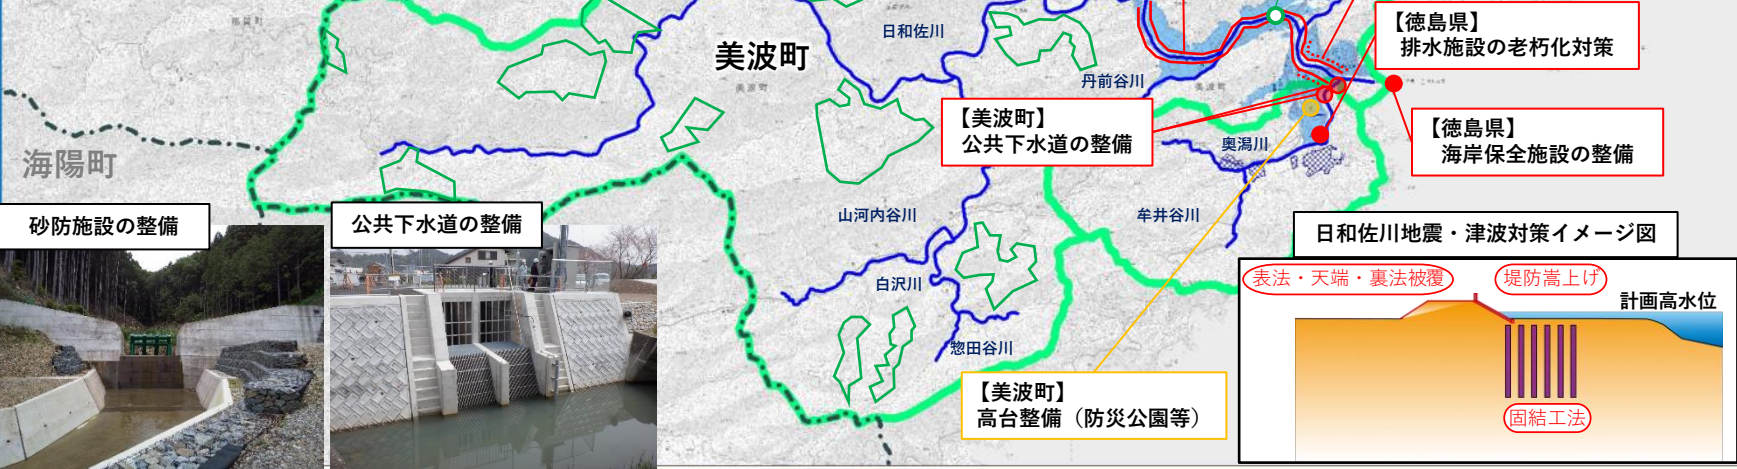 日和佐川
美波町
丹前谷川
【徳島県】
排水施設の老朽化対策
【美波町】
公共下水道の整備
奥潟川
【徳島県】
海岸保全施設の整備
海陽町
山河内谷川
牟井谷川
砂防施設の整備
公共下水道の整備
日和佐川地震・津波対策イメージ図
白沢川
表法・天端・裏法被覆
堤防嵩上げ
計画高水位
惣田谷川
【美波町】
高台整備（防災公園等）
固結工法